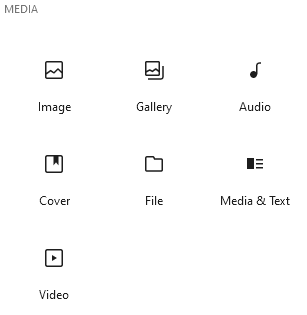 MEDIA
Image Gallery Audio
Cover File Media & Text
Video